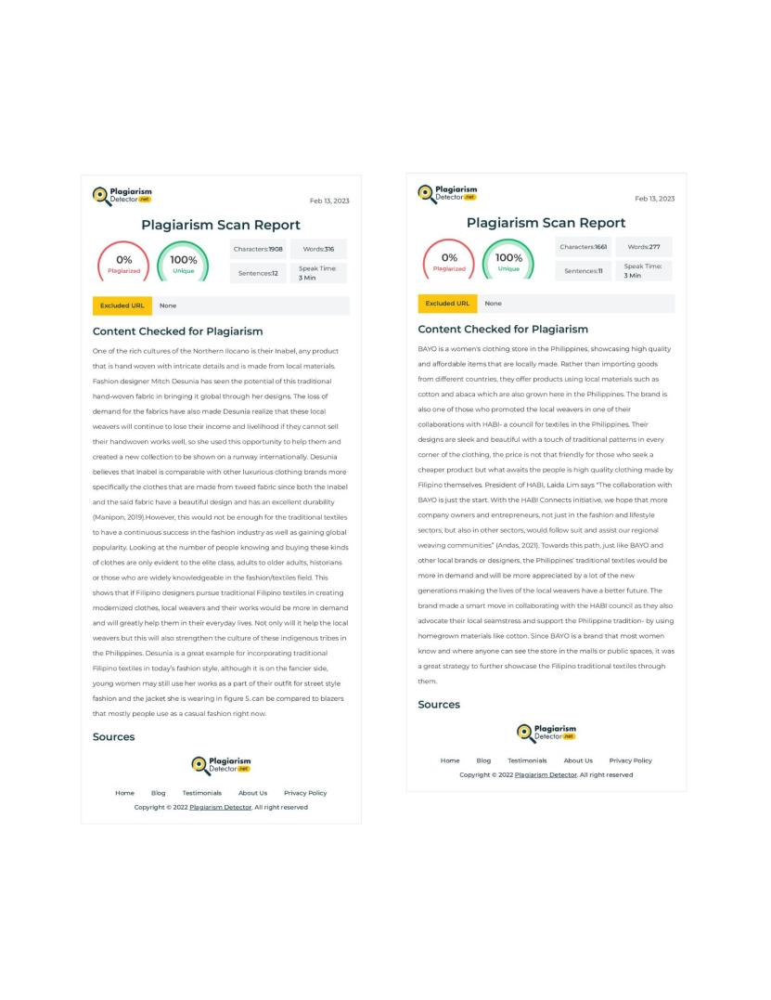 Plagiarism
Detector.net
Feb 13, 2023
Plagiarism Scan Report
0%
Plagiarized
100%
Unique
Characters:1908
Words:316
Sentences:12
Speak Time:
3 Min
Excluded URL
None
Content Checked for Plagiarism
One of the rich cultures of the Northern Ilocano is their Inabel, any product
that is hand woven with intricate details and is made from local materials.
Fashion designer Mitch Desunia has seen the potential of this traditional
hand-woven fabric in bringing it global through her designs. The loss of
demand for the fabrics have also made Desunia realize that these local
weavers will continue to lose their income and livelihood if they cannot sell
their handwoven works well, so she used this opportunity to help them and
created a new collection to be shown on a runway internationally. Desunia
believes that Inabel is comparable with other luxurious clothing brands more
specifically the clothes that are made from tweed fabric since both the Inabel
and the said fabric have a beautiful design and has an excellent durability
(Manipon, 2019).However, this would not be enough for the traditional textiles
to have a continuous success in the fashion industry as well as gaining global
popularity. Looking at the number of people knowing and buying these kinds
of clothes are only evident to the elite class, adults to older adults, historians
or those who are widely knowledgeable in the fashion/textiles field. This
shows that if Filipino designers pursue traditional Filipino textiles in creating
modernized clothes, local weavers and their works would be more in demand
and will greatly help them in their everyday lives. Not only will it help the local
weavers but this will also strengthen the culture of these indigenous tribes in
the Philippines. Desunia is a great example for incorporating traditional
Filipino textiles in today's fashion style, although it is on the fancier side,
young women may still use her works as a part of their outfit for street style
fashion and the jacket she is wearing in figure 5. can be compared to blazers
that mostly people use as a casual fashion right now.
Sources
Plagiarism
Detector.net
Home Blog Testimonials About Us Privacy Policy
Copyright © 2022 Plagiarism Detector. All right reserved
Plagiarism
Detector.net
Feb 13, 2023
Plagiarism Scan Report
0%
Plagiarized
100%
Unique
Characters:1661
Words:277
Sentences:11
Speak Time:
3 Min
Excluded URL
None
Content Checked for Plagiarism
BAYO is a women's clothing store in the Philippines, showcasing high quality
and affordable items that are locally made. Rather than importing goods
from different countries, they offer products using local materials such as
cotton and abaca which are also grown here in the Philippines. The brand is
also one of those who promoted the local weavers in one of their
collaborations with HABI- a council for textiles in the Philippines. Their
designs are sleek and beautiful with a touch of traditional patterns in every
corner of the clothing, the price is not that friendly for those who seek a
cheaper product but what awaits the people is high quality clothing made by
Filipino themselves. President of HABI, Laida Lim says "The collaboration with
BAYO is just the start. With the HABI Connects initiative, we hope that more
company owners and entrepreneurs, not just in the fashion and lifestyle
sectors, but also in other sectors, would follow suit and assist our regional
weaving communities" (Andas, 2021). Towards this path, just like BAYO and
other local brands or designers, the Philippines' traditional textiles would be
more in demand and will be more appreciated by a lot of the new
generations making the lives of the local weavers have a better future. The
brand made a smart move in collaborating with the HABI council as they also
advocate their local seamstress and support the Philippine tradition- by using
homegrown materials like cotton. Since BAYO is a brand that most women
know and where anyone can see the store in the malls or public spaces, it was
a great strategy to further showcase the Filipino traditional textiles through
them.
Sources
Plagiarism
Detector.net
Home Blog Testimonials About Us Privacy Policy
Copyright © 2022 Plagiarism Detector. All right reserved